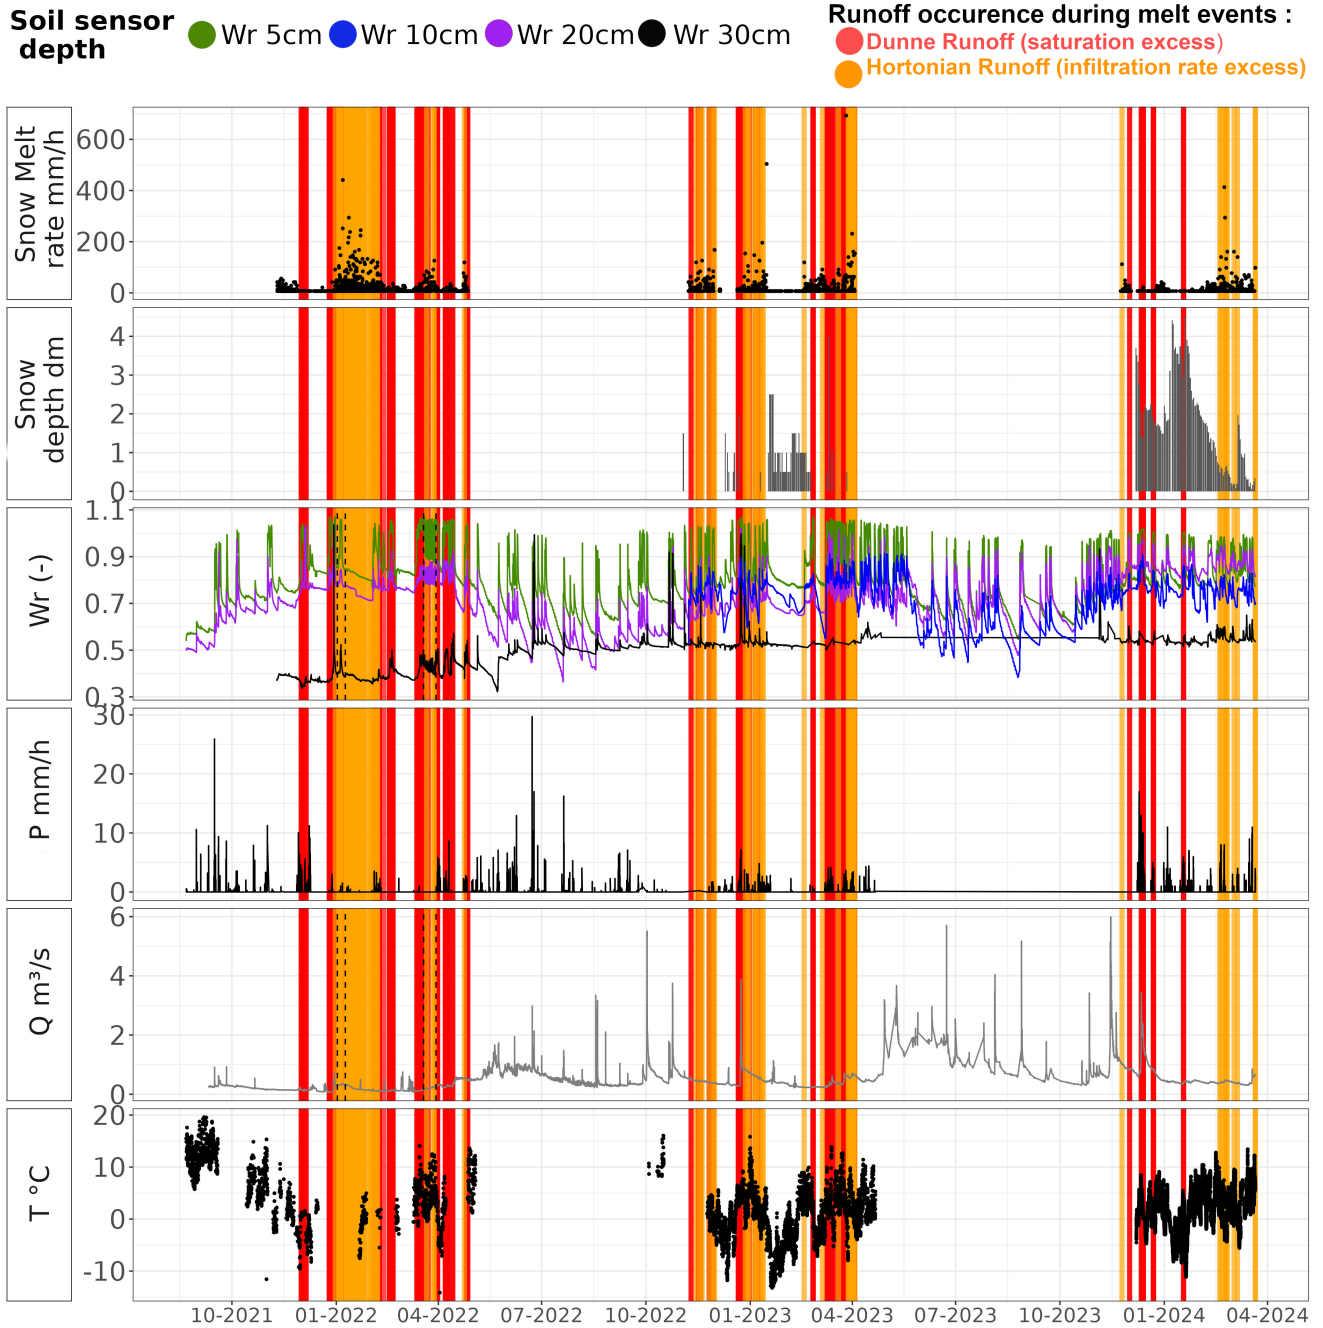 Soil sensor
depth
Wr 5cm
Wr 10cm
Wr 20cm
Wr 30cm
Runoff occurence during melt events :
Dunne Runoff (saturation excess)
Hortonian Runoff (infiltration rate excess)
Snow Melt
rate mm/h
600
400
200
0
Snow
depth dm
4
3
2
1
0
Wr (-)
1.1
0.9
0.7
0.5
0.3
P mm/h
30
20
10
0
Q m³/s
6
4
2
0
T °C
20
10
0
-10
10-2021
01-2022
04-2022
07-2022
10-2022
01-2023
04-2023
07-2023
10-2023
01-2024
04-2024